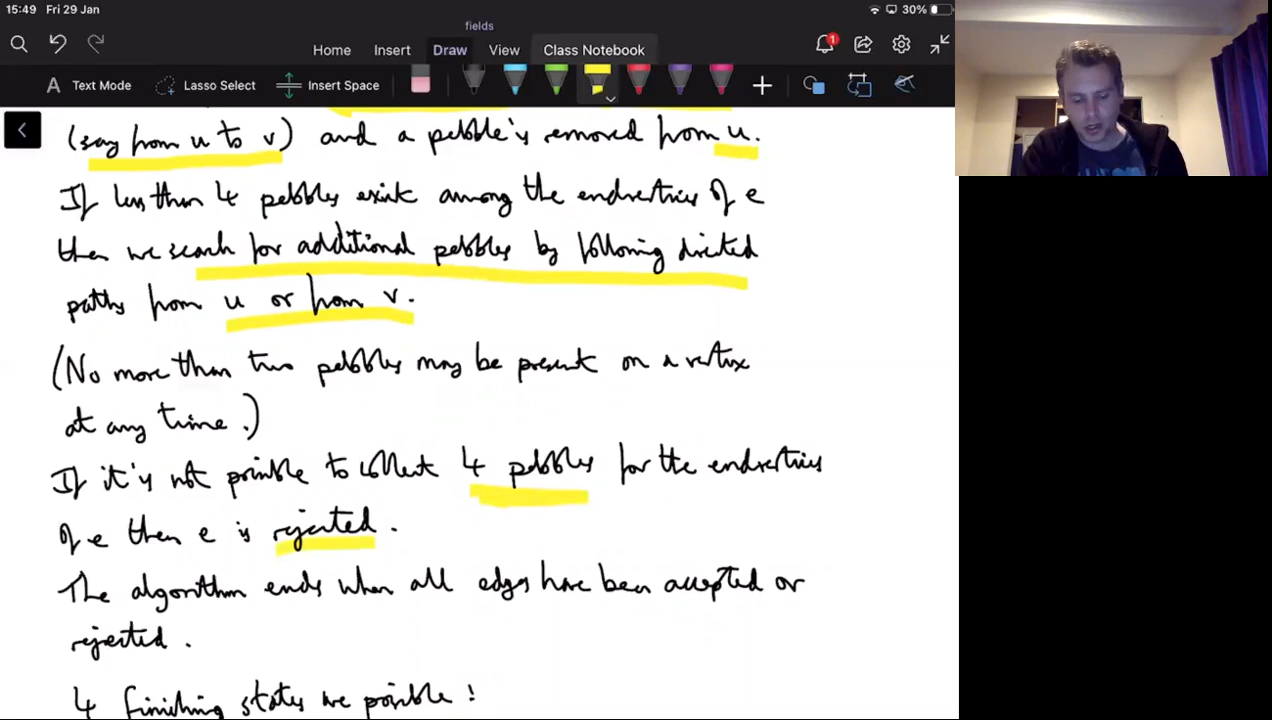 15:49 Fri 29 Jan
30%
fields
Home Insert Draw View Class Notebook
1
A Text Mode Lasso Select Insert Space
(say from u to v) and a pebble's removed from u.
If less than 4 pebbles exist among the endvertices of e
then we search for additional pebbles by following directed
paths from u or from v.
(No more than two pebbles may be present on a vertex
at any time.)
If it's not possible to collect 4 pebbles for the endvertices
of e then e is rejected.
The algorithm ends when all edges have been accepted or
rejected.
4 finishing states are possible: